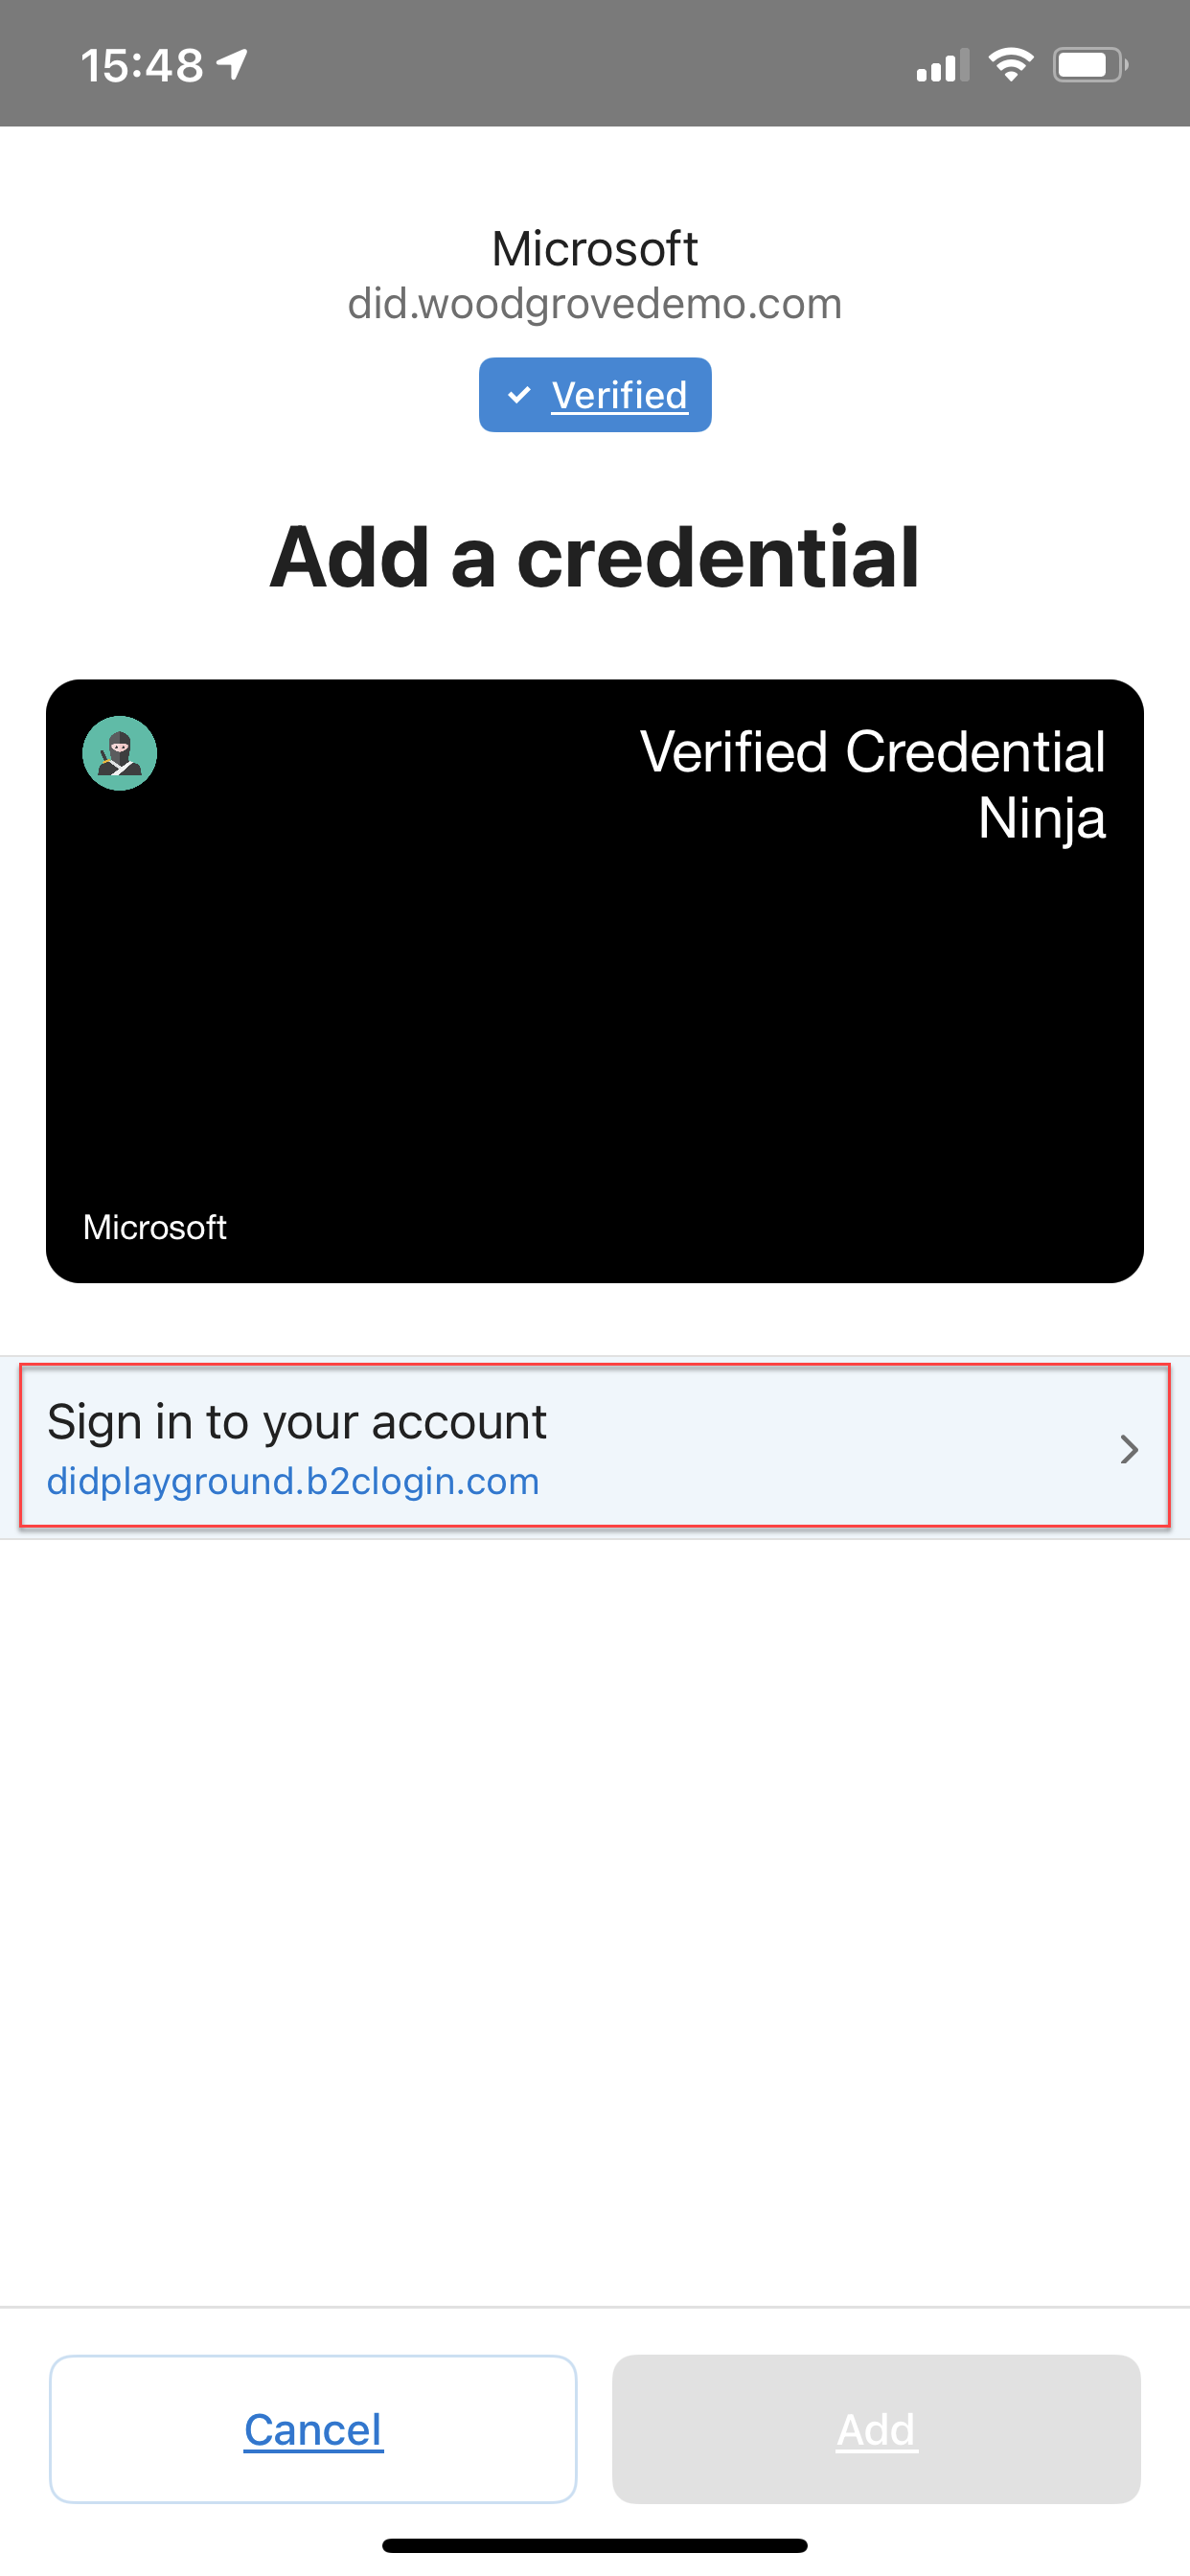 15:48
Microsoft
did.woodgrovedemo.com
Verified
Add a credential
Verified Credential
Ninja
Microsoft
Sign in to your account
didplayground.b2clogin.com
Cancel
Add